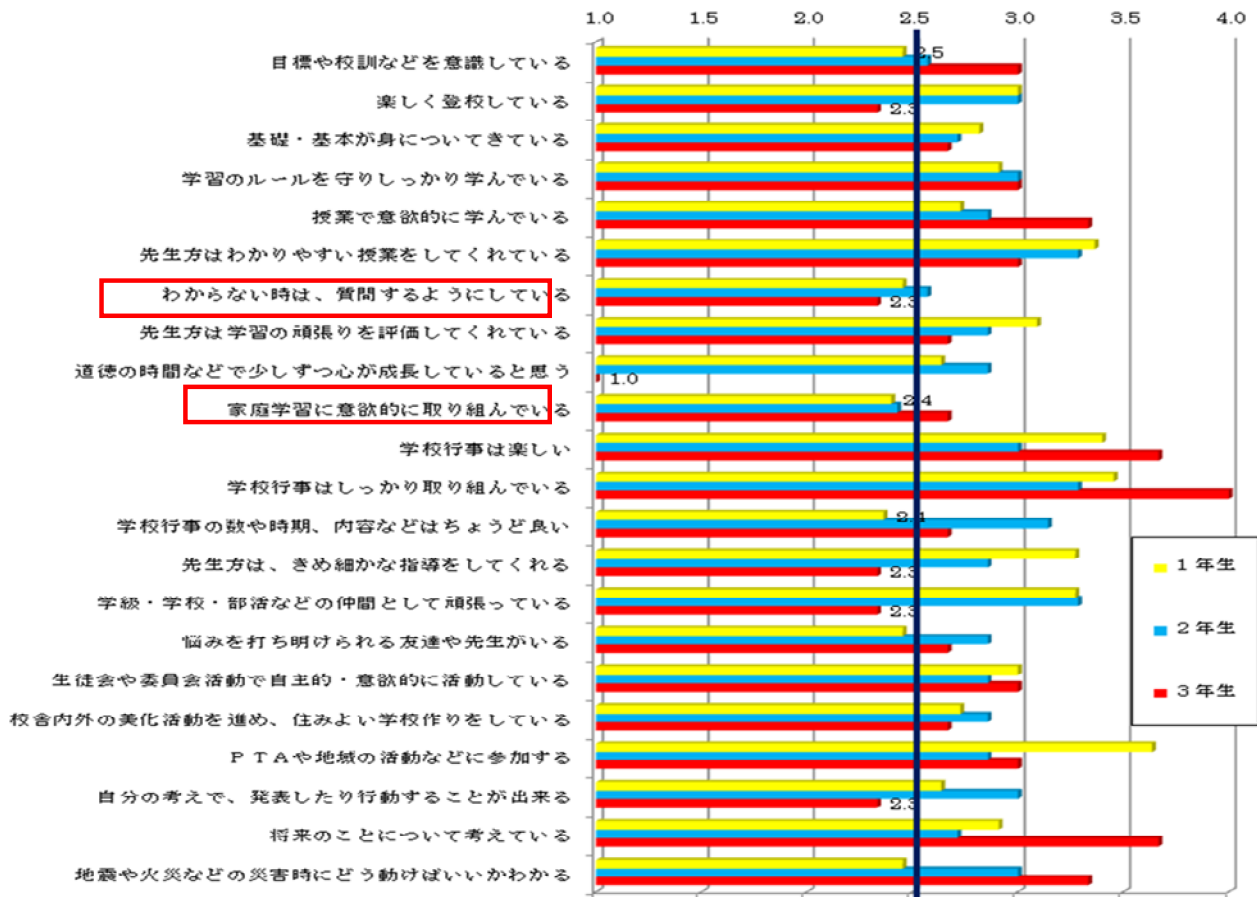 1.0 1.5 2.0 2.5 3.0 3.5 4.0
目標や校訓などを意識している 2.5
楽しく登校している 2.3
基礎・基本が身についてきている
学習のルールを守りしっかり学んでいる
授業で意欲的に学んでいる
先生方はわかりやすい授業をしてくれている
わからない時は、質問するようにしている 2.3
先生方は学習の頑張りを評価してくれている
道徳の時間などで少しずつ心が成長していると思う 1.0
家庭学習に意欲的に取り組んでいる 2.4
学校行事は楽しい
学校行事はしっかり取り組んでいる
学校行事の数や時期、内容などはちょうど良い 2.4
先生方は、きめ細かな指導をしてくれる 2.3
学級・学校・部活などの仲間として頑張っている 2.3
悩みを打ち明けられる友達や先生がいる
生徒会や委員会活動で自主的・意欲的に活動している
校舎内外の美化活動を進め、住みよい学校作りをしている
ＰＴＡや地域の活動などに参加する
自分の考えで、発表したり行動することが出来る 2.3
将来のことについて考えている
地震や火災などの災害時にどう動けばいいかわかる
１年生
２年生
３年生